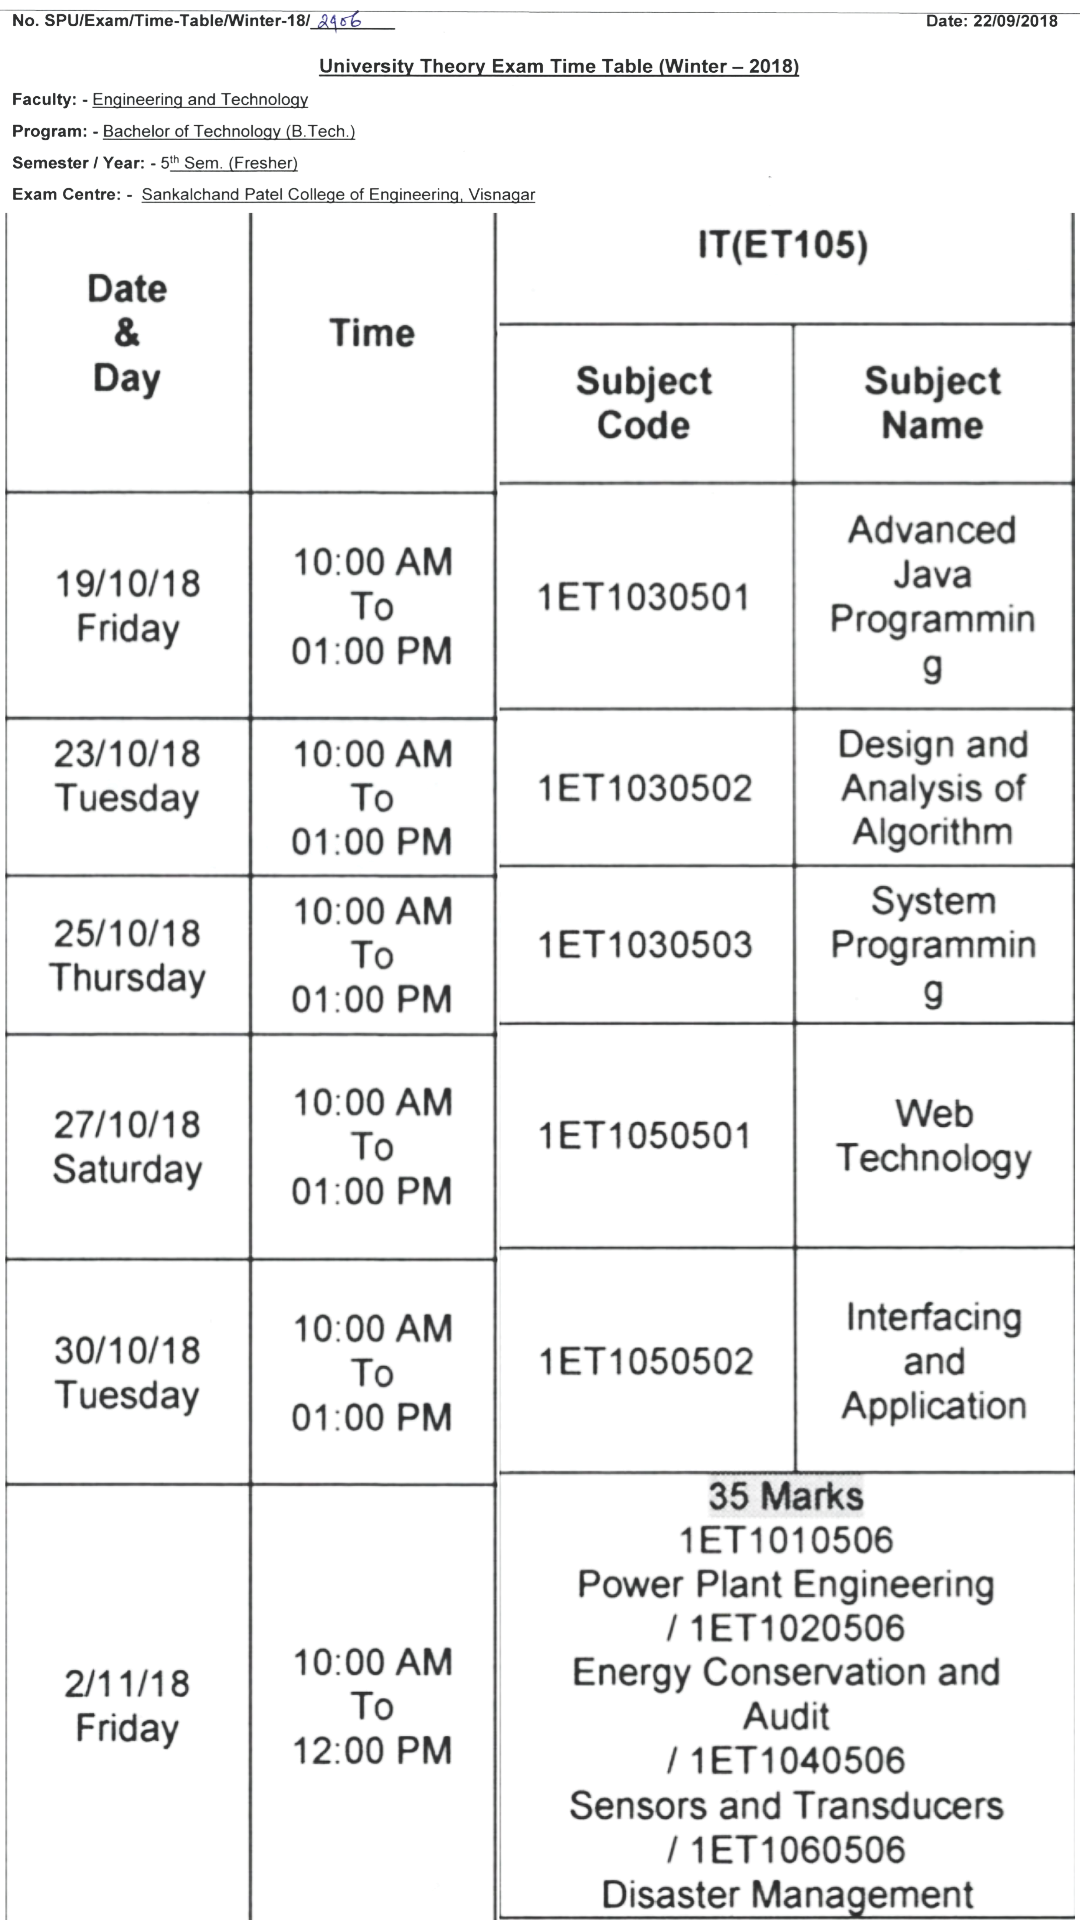 No. SPU/Exam/Time-Table/Winter-18/ 2906 Date: 22/09/2018
University Theory Exam Time Table (Winter – 2018)
Faculty: - Engineering and Technology
Program: - Bachelor of Technology (B.Tech.)
Semester / Year: - 5th Sem. (Fresher)
Exam Centre: - Sankalchand Patel College of Engineering, Visnagar
Date
&
Day
Time
IT(ET105)
Subject
Code
Subject
Name
19/10/18
Friday
10:00 AM
To
01:00 PM
1ET1030501
Advanced
Java
Programmin
g
23/10/18
Tuesday
10:00 AM
To
01:00 PM
1ET1030502
Design and
Analysis of
Algorithm
25/10/18
Thursday
10:00 AM
To
01:00 PM
1ET1030503
System
Programmin
g
27/10/18
Saturday
10:00 AM
To
01:00 PM
1ET1050501
Web
Technology
30/10/18
Tuesday
10:00 AM
To
01:00 PM
1ET1050502
Interfacing
and
Application
2/11/18
Friday
10:00 AM
To
12:00 PM
35 Marks
1ET1010506
Power Plant Engineering
/ 1ET1020506
Energy Conservation and
Audit
/ 1ET1040506
Sensors and Transducers
/ 1ET1060506
Disaster Management